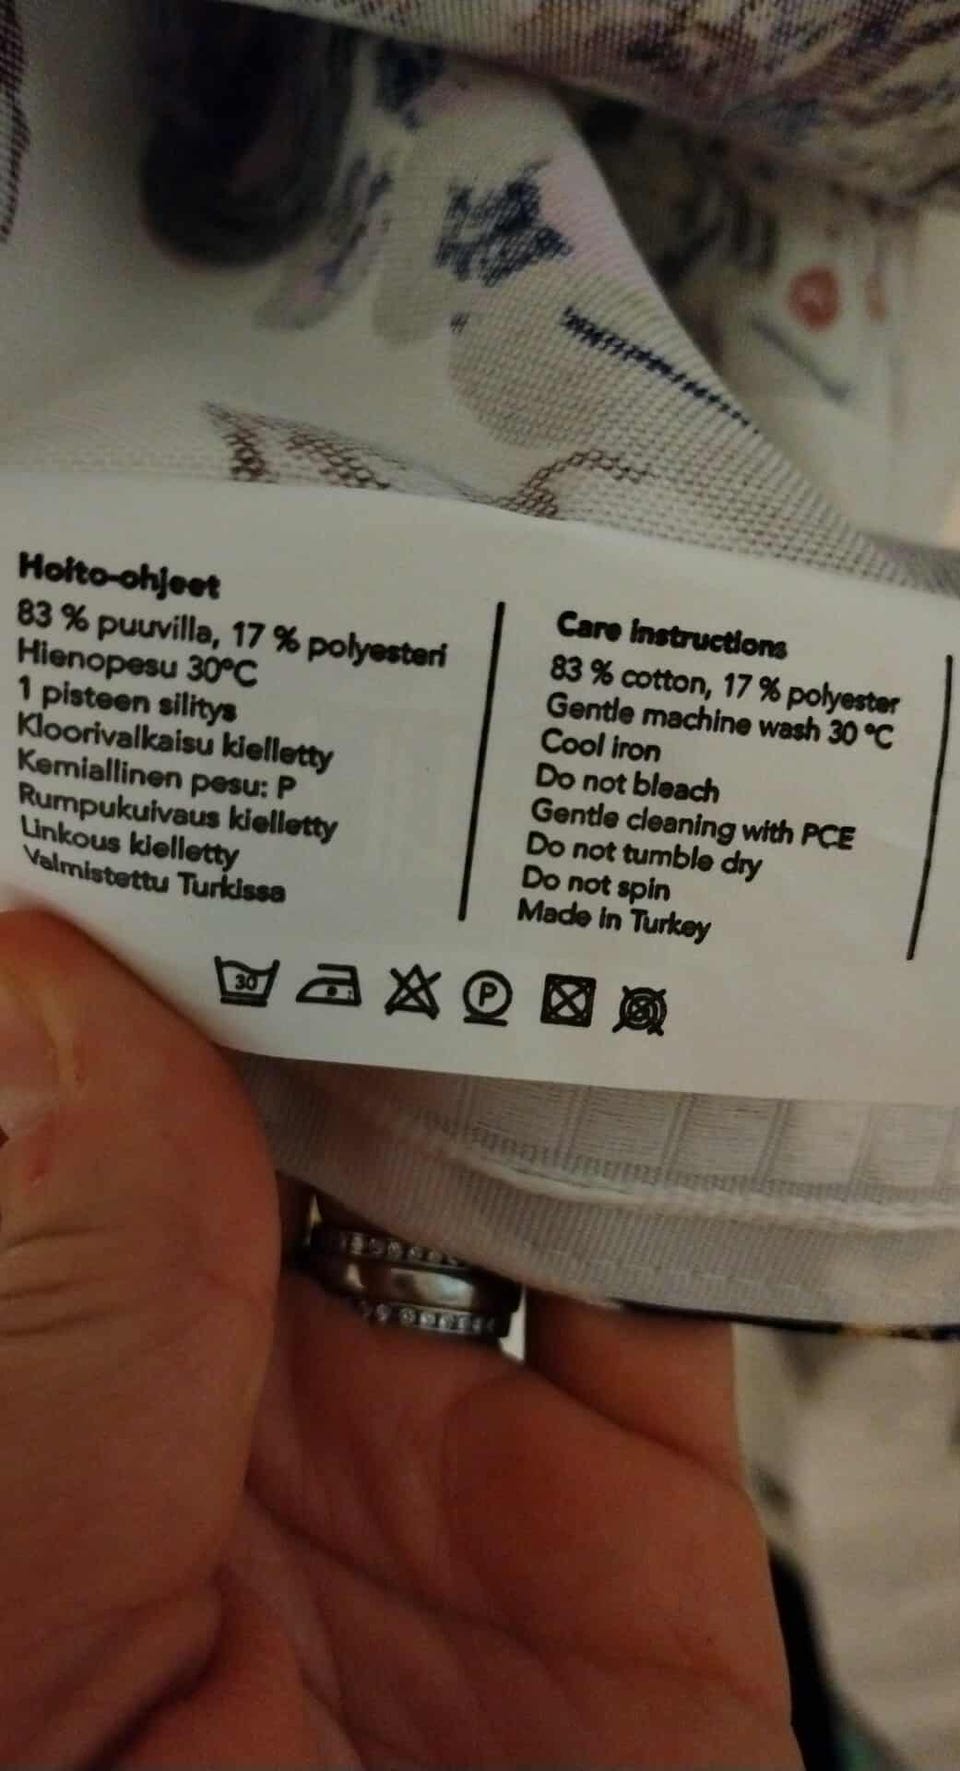 Hoito-ohjeet
83 % puuvilla, 17 % polyesteri
Hienopesu 30°C
1 pisteen silitys
Kloorivalkaisu kielletty
Kemiallinen pesu: P
Rumpukuivaus kielletty
Linkous kielletty
Valmistettu Turkissa
Care instructions
83 % cotton, 17 % polyester
Gentle machine wash 30 °C
Cool iron
Do not bleach
Gentle cleaning with PCE
Do not tumble dry
Do not spin
Made in Turkey
30 P